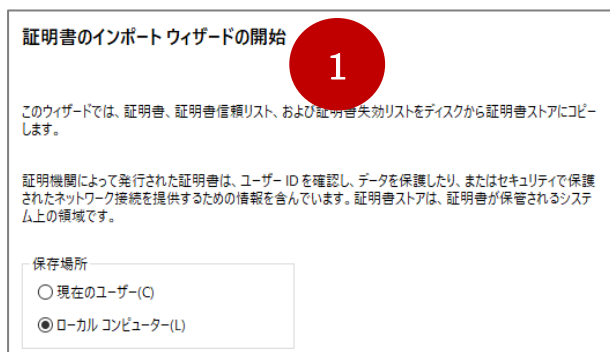 証明書のインポート ウィザードの開始
1
このウィザードでは、証明書、証明書信頼リスト、および証明書失効リストをディスクから証明書ストアにコピー
します。
証明機関によって発行された証明書は、ユーザー ID を確認し、データを保護したり、またはセキュリティで保護
されたネットワーク接続を提供するための情報を含んでいます。証明書ストアは、証明書が保管されるシステ
ム上の領域です。
保存場所
現在のユーザー(C)
ローカル コンピューター(L)